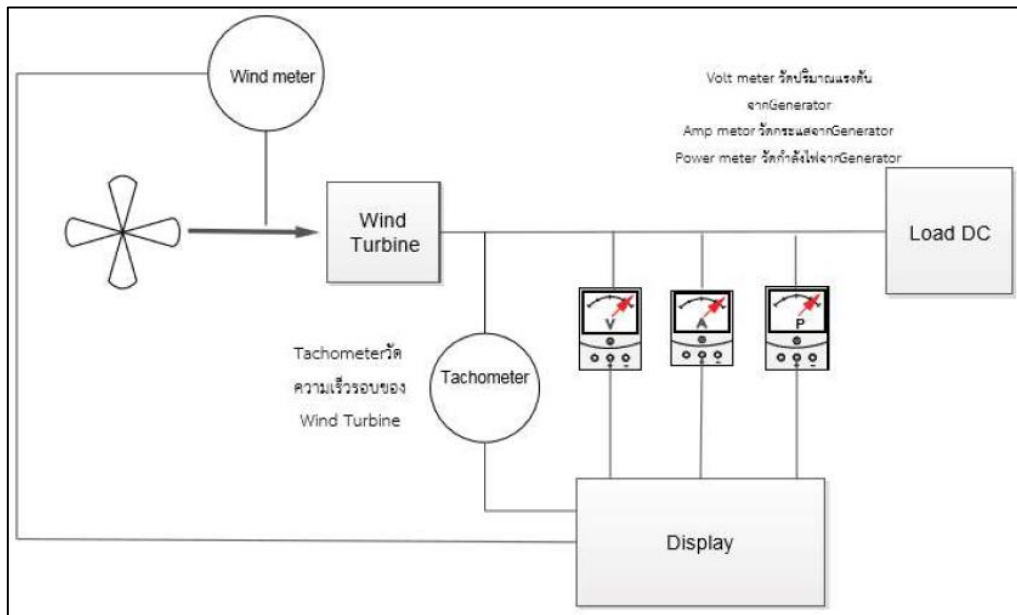 Wind meter
Volt meter วัดปริมาณแรงดัน
จากGenerator
Amp metor วัดกระแสจากGenerator
Power meter วัดกำลังไฟจากGenerator
Wind
Turbine
Load DC
V
A
P
Tachometerวัด
ความเร็วรอบของ
Wind Turbine
Tachometer
Display